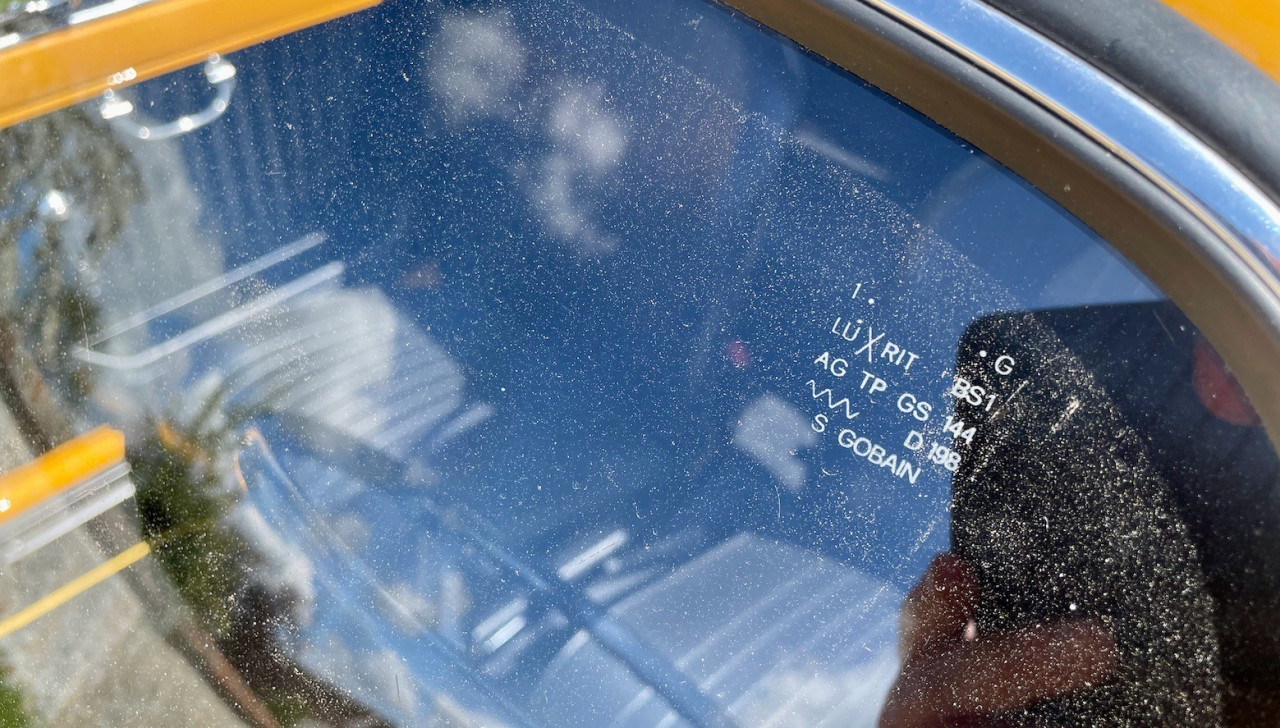 1 . . G
LUXRIT BS1
AG TP GS 144
D 198
S GOBAIN